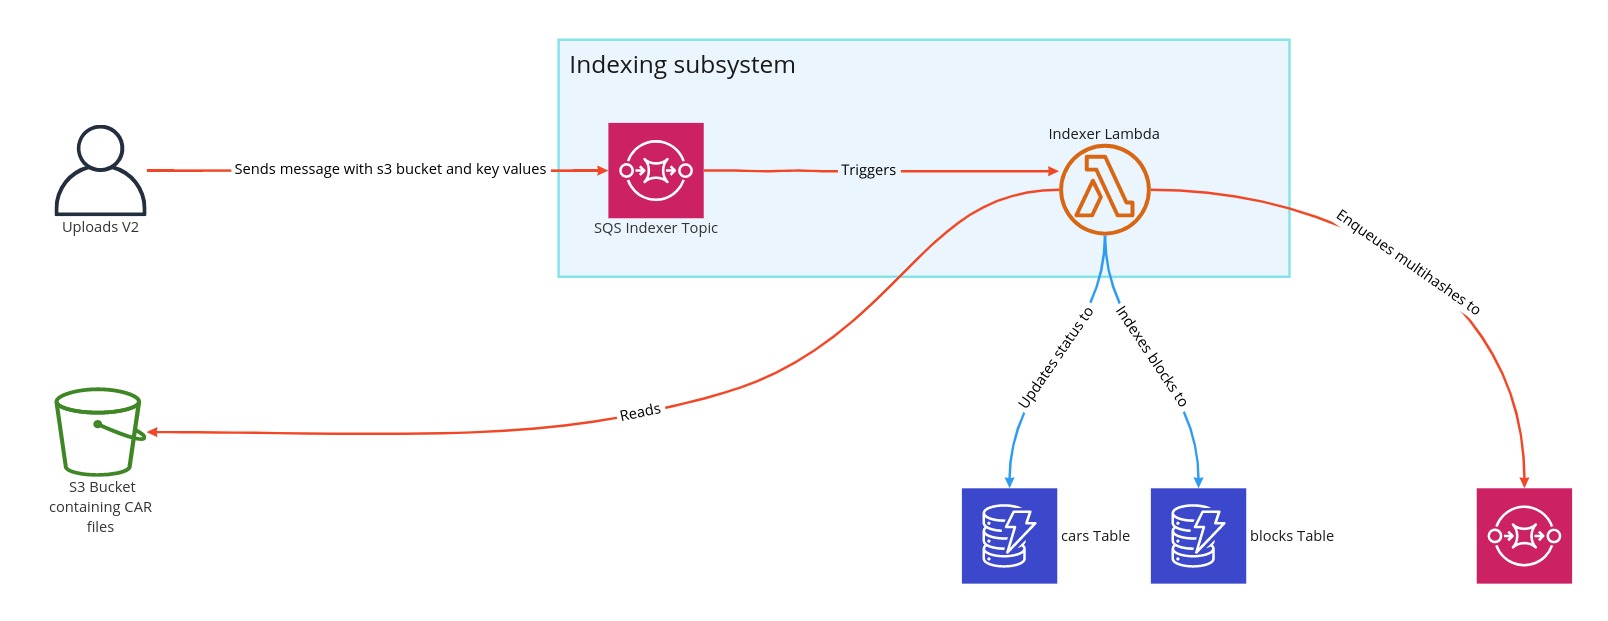 Indexing subsystem
Indexer Lambda
Sends message with s3 bucket and key values
Triggers
Uploads V2
SQS Indexer Topic
Enqueues multihashes to
Updates status to
Indexes blocks to
Reads
S3 Bucket
containing CAR
files
cars Table
blocks Table